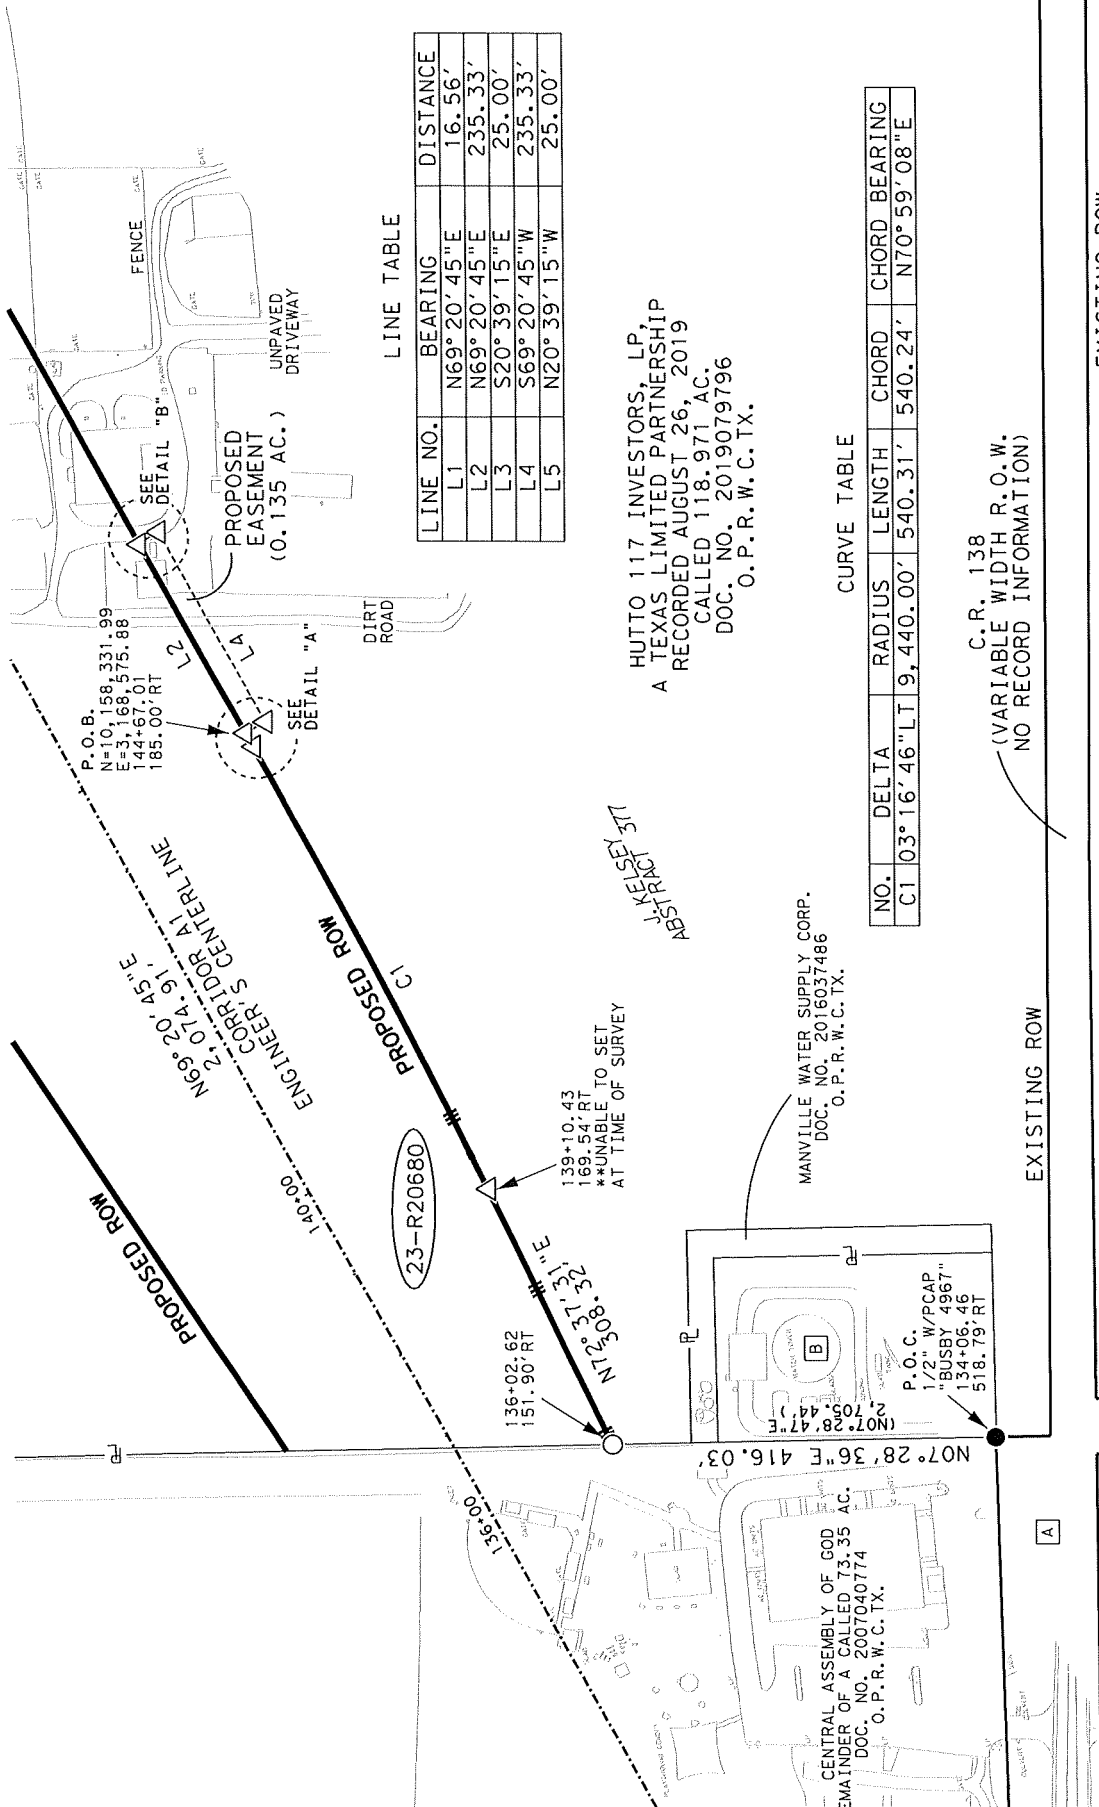 P.O.B.
N=10,158,331.99
E=3,168,575.88
144+67.01
185.00'RT
N69°20'45"E
2,074.91'
CORRIDOR A1
ENGINEER'S CENTERLINE
PROPOSED ROW
140+00
136+00
23-R20680
136+02.62
151.90'RT
N72°37'31"E
308.32'
139+10.43
169.54'RT
**UNABLE TO SET
AT TIME OF SURVEY
PROPOSED ROW
C1
L2
L4
SEE
DETAIL "A"
SEE
DETAIL "B"
PROPOSED
EASEMENT
(0.135 AC.)
FENCE
GATE
GATE
GATE
GATE
GATE
UNPAVED
DRIVEWAY
DIRT
ROAD
LINE TABLE
LINE NO. BEARING DISTANCE
L1 N69°20'45"E 16.56'
L2 N69°20'45"E 235.33'
L3 S20°39'15"E 25.00'
L4 S69°20'45"W 235.33'
L5 N20°39'15"W 25.00'
J.KELSEY
ABSTRACT 377
HUTTO 117 INVESTORS, LP,
A TEXAS LIMITED PARTNERSHIP
RECORDED AUGUST 26, 2019
CALLED 118.971 AC.
DOC. NO. 2019079796
O.P.R.W.C.TX.
CURVE TABLE
NO. DELTA RADIUS LENGTH CHORD CHORD BEARING
C1 03°16'46"LT 9,440.00' 540.31' 540.24' N70°59'08"E
MANVILLE WATER SUPPLY CORP.
DOC. NO. 2016037486
O.P.R.W.C.TX.
C.R. 138
(VARIABLE WIDTH R.O.W.
NO RECORD INFORMATION)
EXISTING ROW
EXISTING ROW
P.O.C.
1/2" W/PCAP
"BUSBY 4967"
134+06.46
518.79'RT
WATER TOWER
B
(N07°28'47"E
2,705.44')
N07°28'36"E 416.03'
A
CENTRAL ASSEMBLY OF GOD
EMAINDER OF A CALLED 73.35 AC.
DOC. NO. 2007040774
O.P.R.W.C.TX.